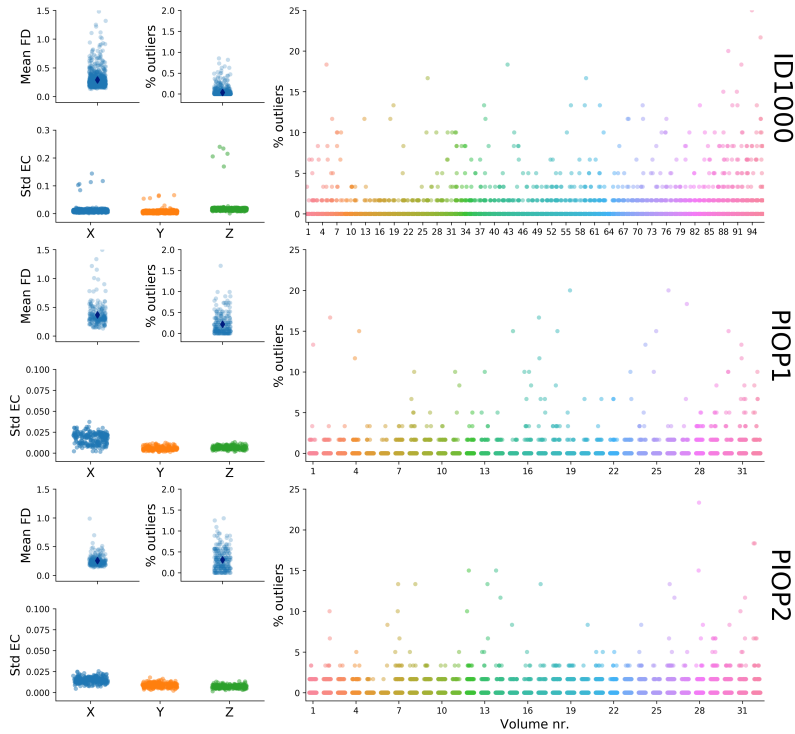 1.5
1.0
0.5
0.0
Mean FD
2.0
1.5
1.0
0.5
0.0
% outliers
0.3
0.2
0.1
0.0
Std EC
X Y Z
25
20
15
10
5
0
% outliers
1 4 7 10 13 16 19 22 25 28 31 34 37 40 43 46 49 52 55 58 61 64 67 70 73 76 79 82 85 88 91 94
ID1000
1.5
1.0
0.5
0.0
Mean FD
2.0
1.5
1.0
0.5
0.0
% outliers
0.100
0.075
0.050
0.025
0.000
Std EC
X Y Z
25
20
15
10
5
0
% outliers
1 4 7 10 13 16 19 22 25 28 31
PIOP1
1.5
1.0
0.5
0.0
Mean FD
2.0
1.5
1.0
0.5
0.0
% outliers
0.100
0.075
0.050
0.025
0.000
Std EC
X Y Z
25
20
15
10
5
0
% outliers
1 4 7 10 13 16 19 22 25 28 31
Volume nr.
PIOP2